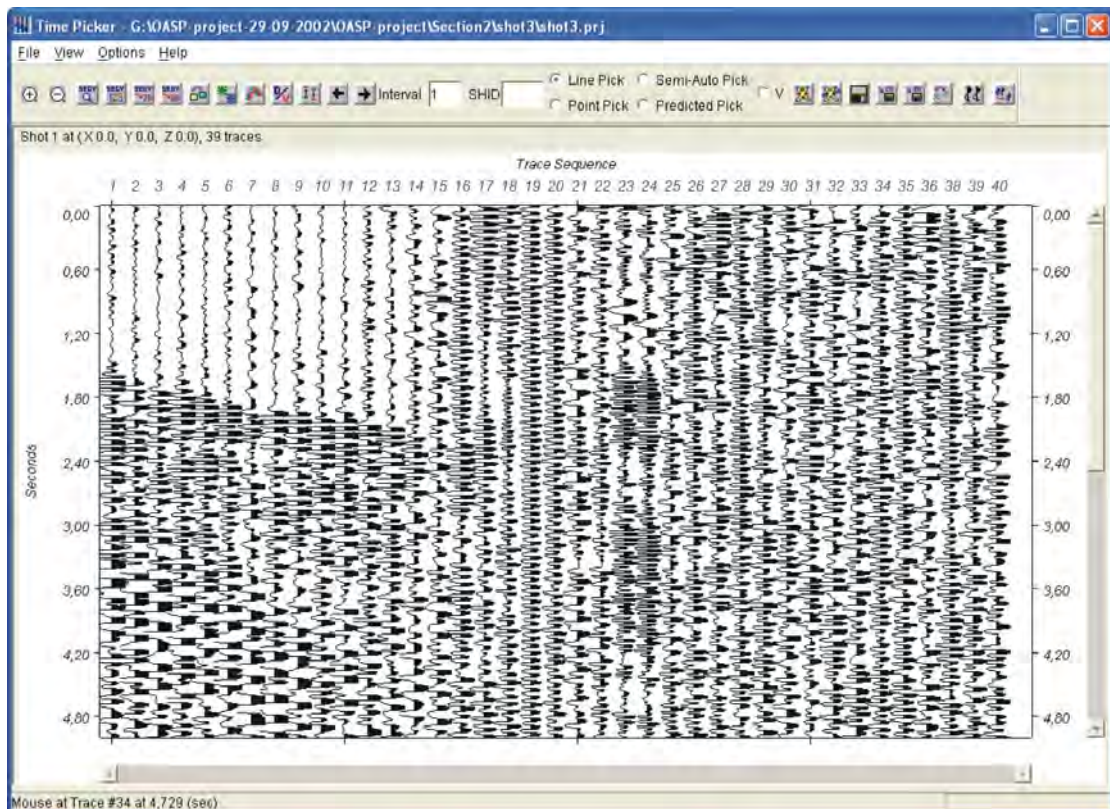 Time Picker - G:\OASP-project-29-09-2002\OASP-project\Section2\shot3\shot3.prj
File View Options Help
Interval 1 SHID Line Pick Semi-Auto Pick V
Point Pick Predicted Pick
Shot 1 at (X 0.0, Y 0.0, Z 0.0), 39 traces.
Trace Sequence
1 2 3 4 5 6 7 8 9 10 11 12 13 14 15 16 17 18 19 20 21 22 23 24 25 26 27 28 29 30 31 32 33 34 35 36 38 39 40
0,00 0,00
0,60 0,60
1,20 1,20
1,80 1,80
Seconds
2,40 2,40
3,00 3,00
3,60 3,60
4,20 4,20
4,80 4,80
Mouse at Trace #34 at 4,729 (sec)